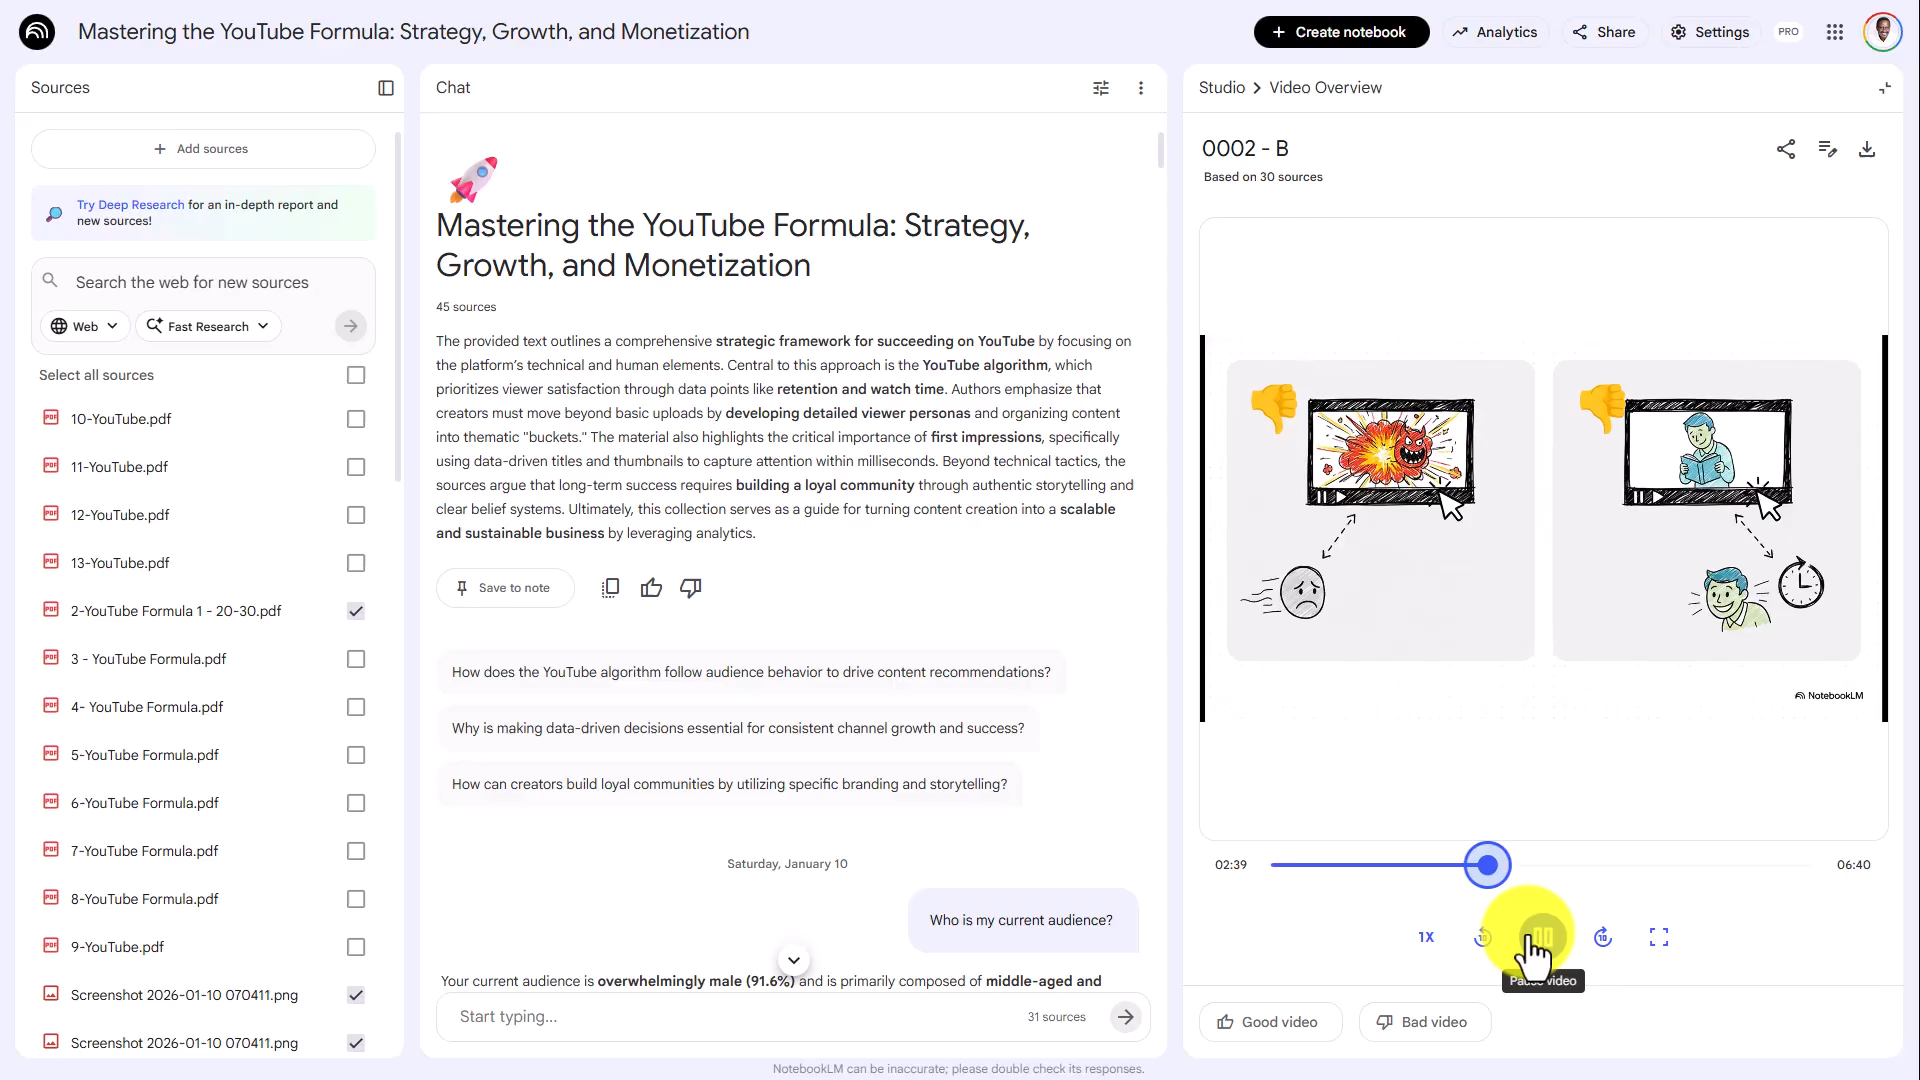 Mastering the YouTube Formula: Strategy, Growth, and Monetization
Create notebook
Analytics
Share
Settings
PRO
Sources
Add sources
Try Deep Research for an in-depth report and
new sources!
Search the web for new sources
Web
Fast Research
Select all sources
10-YouTube.pdf
11-YouTube.pdf
12-YouTube.pdf
13-YouTube.pdf
2-YouTube Formula 1 - 20-30.pdf
3 - YouTube Formula.pdf
4- YouTube Formula.pdf
5-YouTube Formula.pdf
6-YouTube Formula.pdf
7-YouTube Formula.pdf
8-YouTube Formula.pdf
9-YouTube.pdf
Screenshot 2026-01-10 070411.png
Screenshot 2026-01-10 070411.png
Chat
Mastering the YouTube Formula: Strategy,
Growth, and Monetization
45 sources
The provided text outlines a comprehensive strategic framework for succeeding on YouTube by focusing on
the platform's technical and human elements. Central to this approach is the YouTube algorithm, which
prioritizes viewer satisfaction through data points like retention and watch time. Authors emphasize that
creators must move beyond basic uploads by developing detailed viewer personas and organizing content
into thematic "buckets." The material also highlights the critical importance of first impressions, specifically
using data-driven titles and thumbnails to capture attention within milliseconds. Beyond technical tactics, the
sources argue that long-term success requires building a loyal community through authentic storytelling and
clear belief systems. Ultimately, this collection serves as a guide for turning content creation into a scalable
and sustainable business by leveraging analytics.
Save to note
How does the YouTube algorithm follow audience behavior to drive content recommendations?
Why is making data-driven decisions essential for consistent channel growth and success?
How can creators build loyal communities by utilizing specific branding and storytelling?
Saturday, January 10
Who is my current audience?
Your current audience is overwhelmingly male (91.6%) and is primarily composed of middle-aged and
Start typing...
31 sources
Studio > Video Overview
0002 - B
Based on 30 sources
NotebookLM
02:39
06:40
1X
10
10
Pause video
Good video
Bad video
NotebookLM can be inaccurate; please double check its responses.